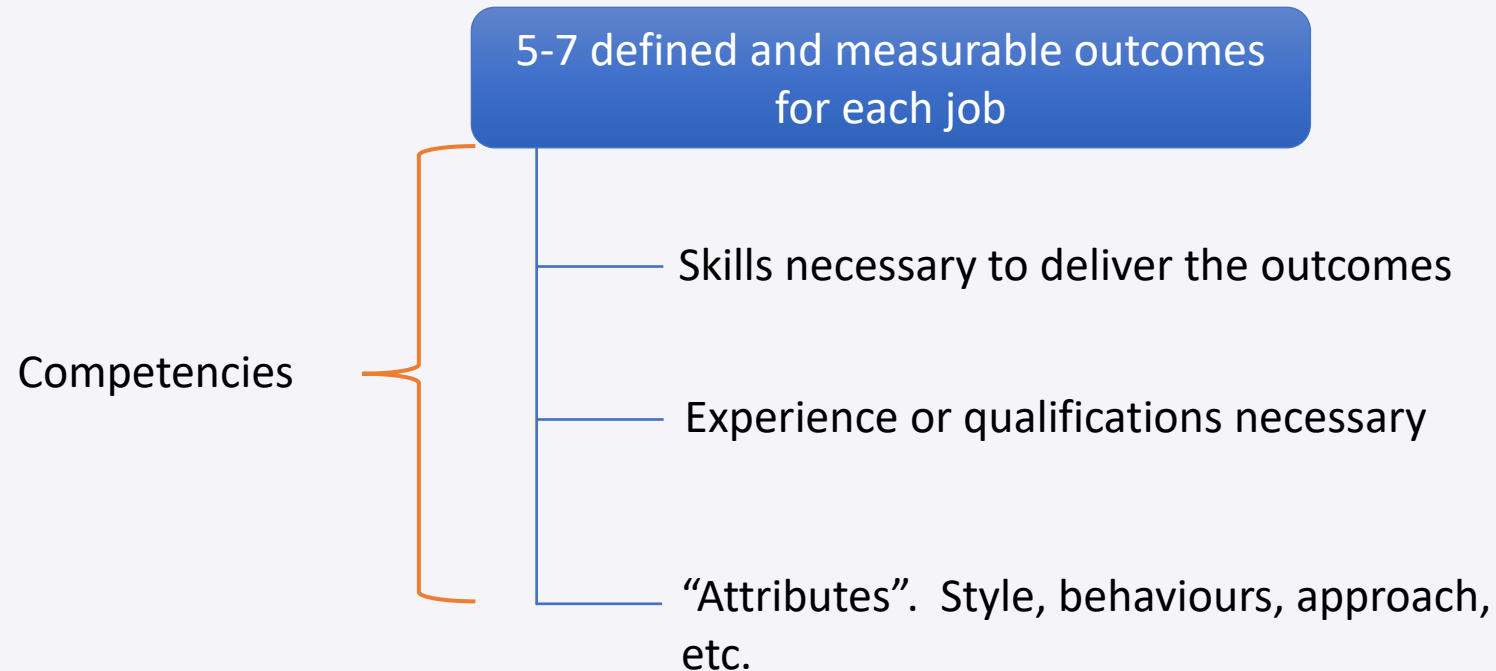 5-7 defined and measurable outcomes
for each job
Skills necessary to deliver the outcomes
Competencies
Experience or qualifications necessary
“Attributes”.  Style, behaviours, approach,
etc.